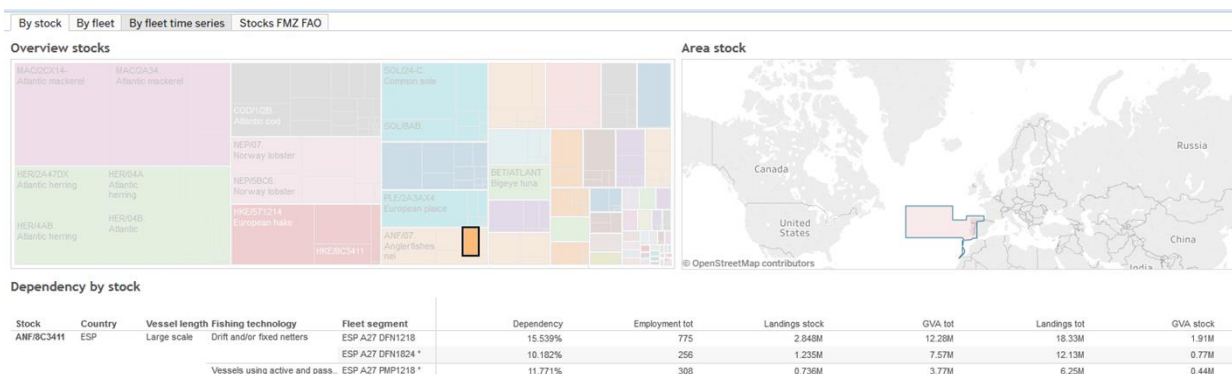 By stock By fleet By fleet time series Stocks FMZ FAO
Overview stocks
Area stock
MAC/2CX14-
Atlantic mackerel
MAC/2A34.
Atlantic mackerel
HER/2A47DX
Atlantic herring
HER/04A
Atlantic
herring
HER/4AB
Atlantic herring
HER/04B
Atlantic
COD/1/2B
Atlantic cod
NEP/07
Norway lobster
NEP/5BC6
Norway lobster
HKE/571214
European hake
HKE/8C3411
SOL/24-C
Common sole
SOL/8AB
PLE/2A3AX4
European plaice
ANF/07
Anglerfishes
nei
BET/ATLANT
Bigeye tuna
Canada
United
States
Russia
China
India
© OpenStreetMap contributors
Dependency by stock
Stock Country Vessel length Fishing technology Fleet segment Dependency Employment tot Landings stock GVA tot Landings tot GVA stock
ANF/8C3411 ESP Large scale Drift and/or fixed netters ESP A27 DFN1218 15.539% 775 2.848M 12.28M 18.33M 1.91M
ESP A27 DFN1824 * 10.182% 256 1.235M 7.57M 12.13M 0.77M
Vessels using active and pass.. ESP A27 PMP1218 * 11.771% 308 0.736M 3.77M 6.25M 0.44M